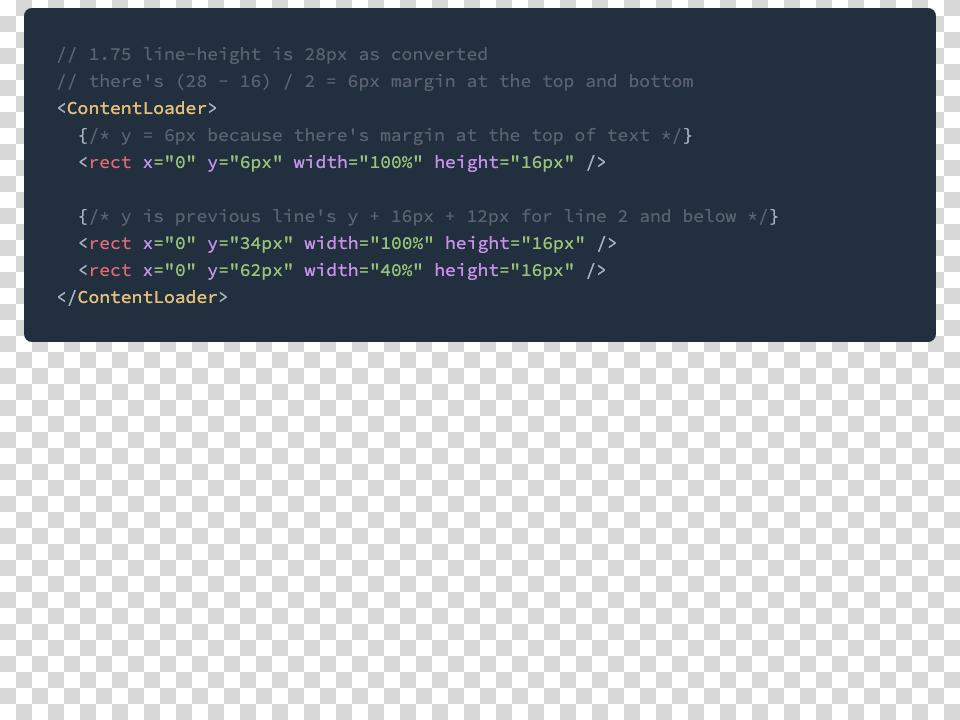 // 1.75 line-height is 28px as converted
// there's (28 - 16) / 2 = 6px margin at the top and bottom
<ContentLoader>
  {/* y = 6px because there's margin at the top of text */}
  <rect x="0" y="6px" width="100%" height="16px" />

  {/* y is previous line's y + 16px + 12px for line 2 and below */}
  <rect x="0" y="34px" width="100%" height="16px" />
  <rect x="0" y="62px" width="40%" height="16px" />
</ContentLoader>